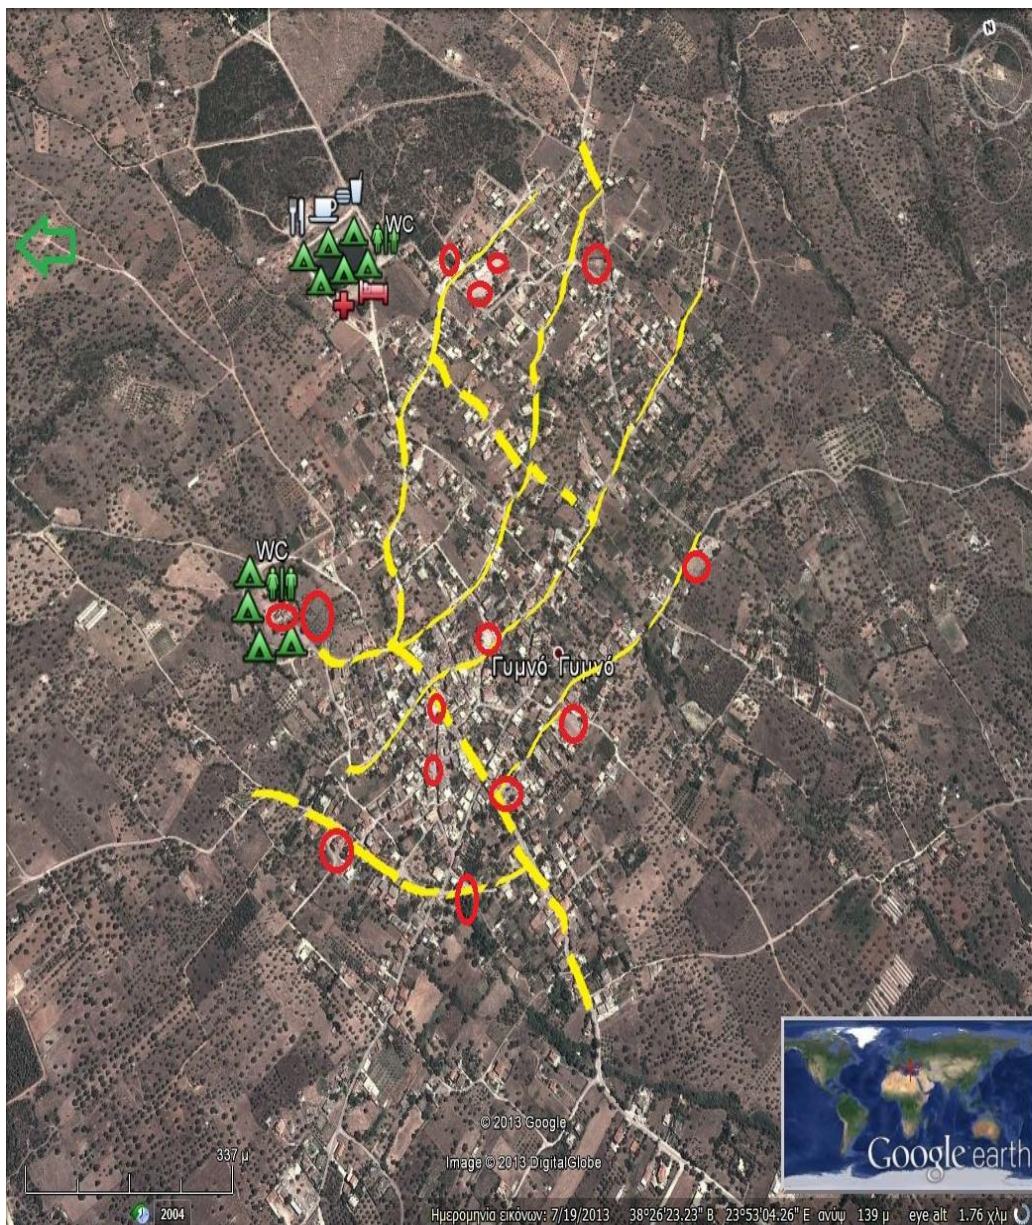 N
WC
WC
Γυμνό Γυμνό
© 2013 Google
Image © 2013 DigitalGlobe
Google earth
337 μ
2004
Ημερομηνία εικόνων: 7/19/2013 38°26'23.23" Β 23°53'04.26" Ε ανύψ 139 μ eye alt 1.76 χλμ